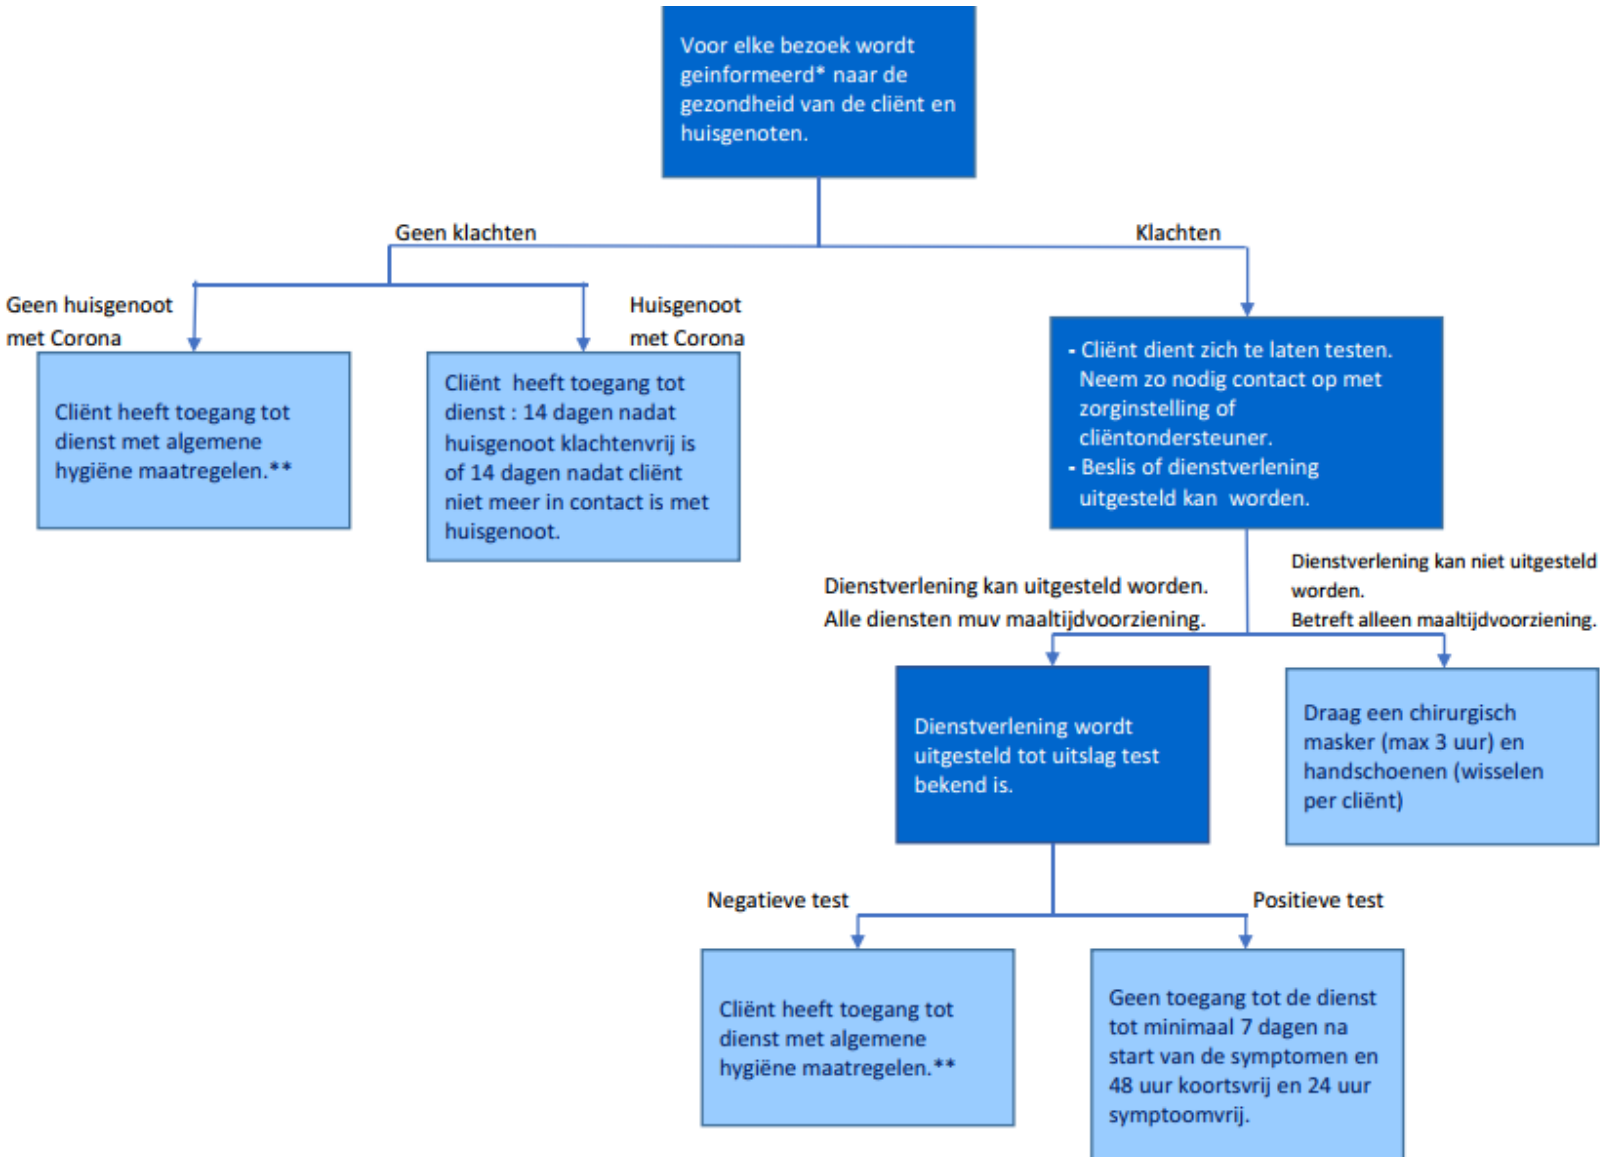 Voor elke bezoek wordt
geinformeerd* naar de
gezondheid van de cliënt en
huisgenoten.
Geen klachten
Klachten
Geen huisgenoot
met Corona
Huisgenoot
met Corona
Cliënt heeft toegang tot
dienst met algemene
hygiëne maatregelen.**
Cliënt heeft toegang tot
dienst : 14 dagen nadat
huisgenoot klachtenvrij is
of 14 dagen nadat cliënt
niet meer in contact is met
huisgenoot.
- Cliënt dient zich te laten testen.
Neem zo nodig contact op met
zorginstelling of
cliëntondersteuner.
- Beslis of dienstverlening
uitgesteld kan worden.
Dienstverlening kan uitgesteld worden.
Alle diensten muv maaltijdvoorziening.
Dienstverlening kan niet uitgesteld
worden.
Betreft alleen maaltijdvoorziening.
Dienstverlening wordt
uitgesteld tot uitslag test
bekend is.
Draag een chirurgisch
masker (max 3 uur) en
handschoenen (wisselen
per cliënt)
Negatieve test
Positieve test
Cliënt heeft toegang tot
dienst met algemene
hygiëne maatregelen.**
Geen toegang tot de dienst
tot minimaal 7 dagen na
start van de symptomen en
48 uur koortsvrij en 24 uur
symptoomvrij.